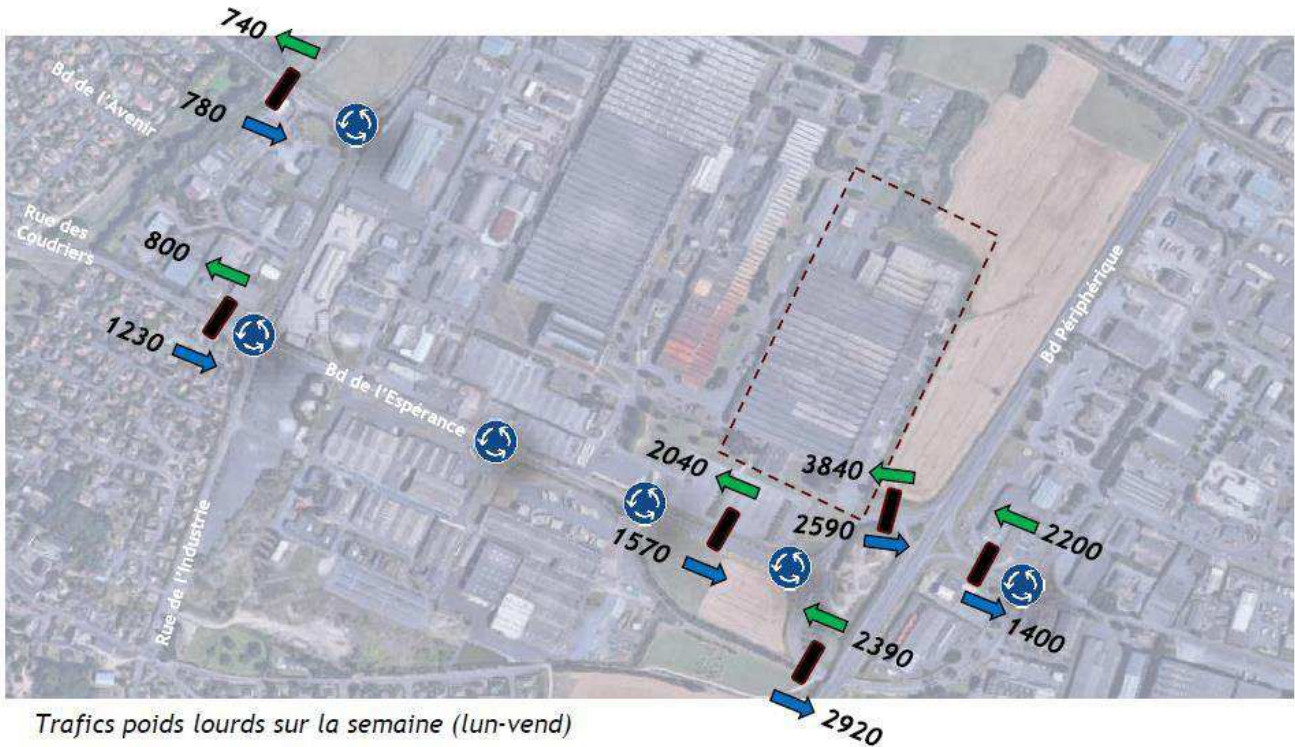 740
Bd de l'Avenir
780
Rue des
Coudriers
800
1230
Bd de l'Espérance
Bd Périphérique
2040
3840
2590
2200
1570
1400
Rue de l'Industrie
2390
2920
Trafics poids lourds sur la semaine (lun-vend)